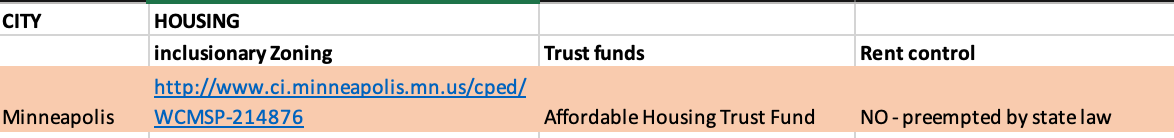 CITY HOUSING
inclusionary Zoning Trust funds Rent control
http://www.ci.minneapolis.mn.us/cped/
Minneapolis WCMSP-214876 Affordable Housing Trust Fund NO - preempted by state law